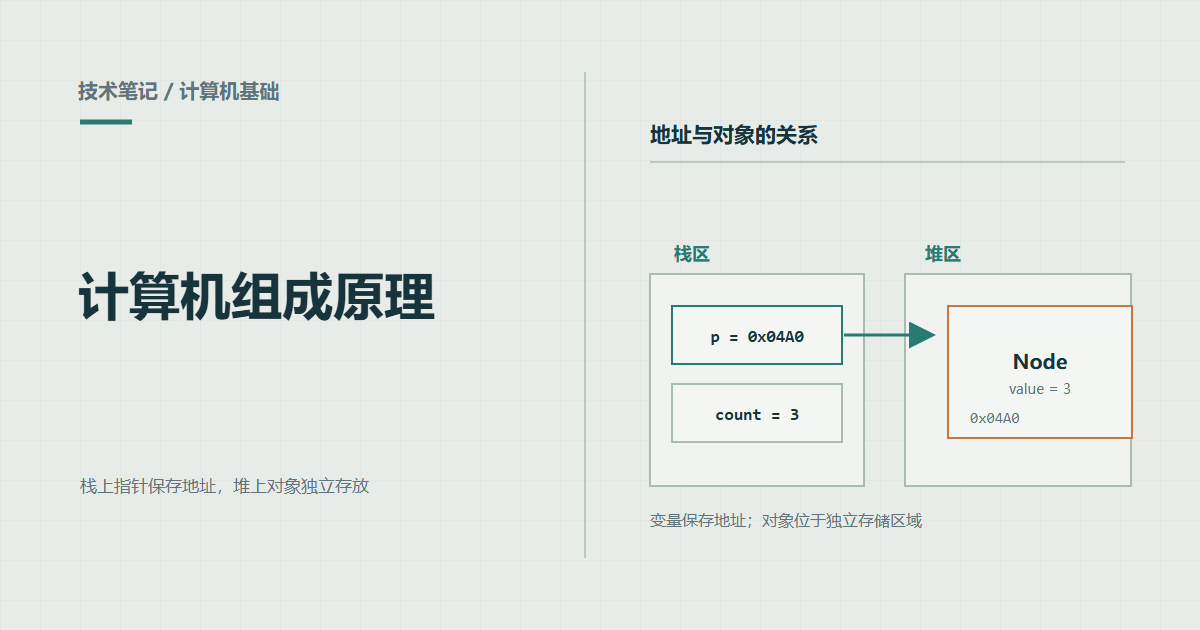 技术笔记 / 计算机基础
计算机组成原理
栈上指针保存地址，堆上对象独立存放
地址与对象的关系
栈区
堆区
p = 0x04A0
count = 3
Node
value = 3
0x04A0
变量保存地址；对象位于独立存储区域